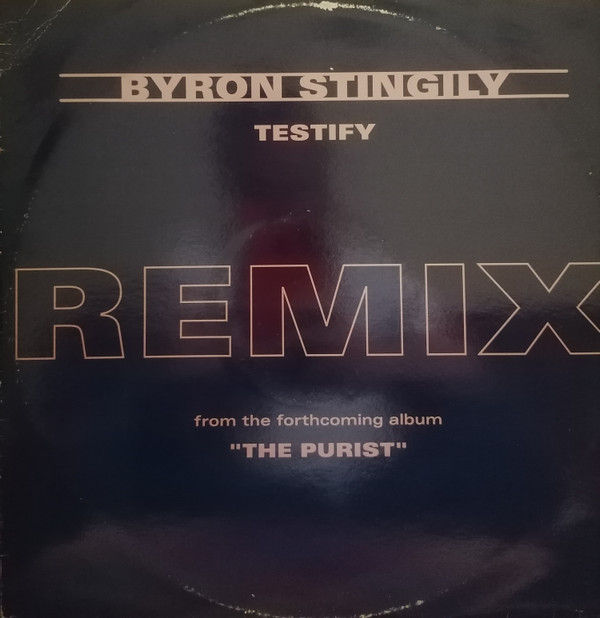 BYRON STINGILY
TESTIFY
REMIX
from the forthcoming album
"THE PURIST"